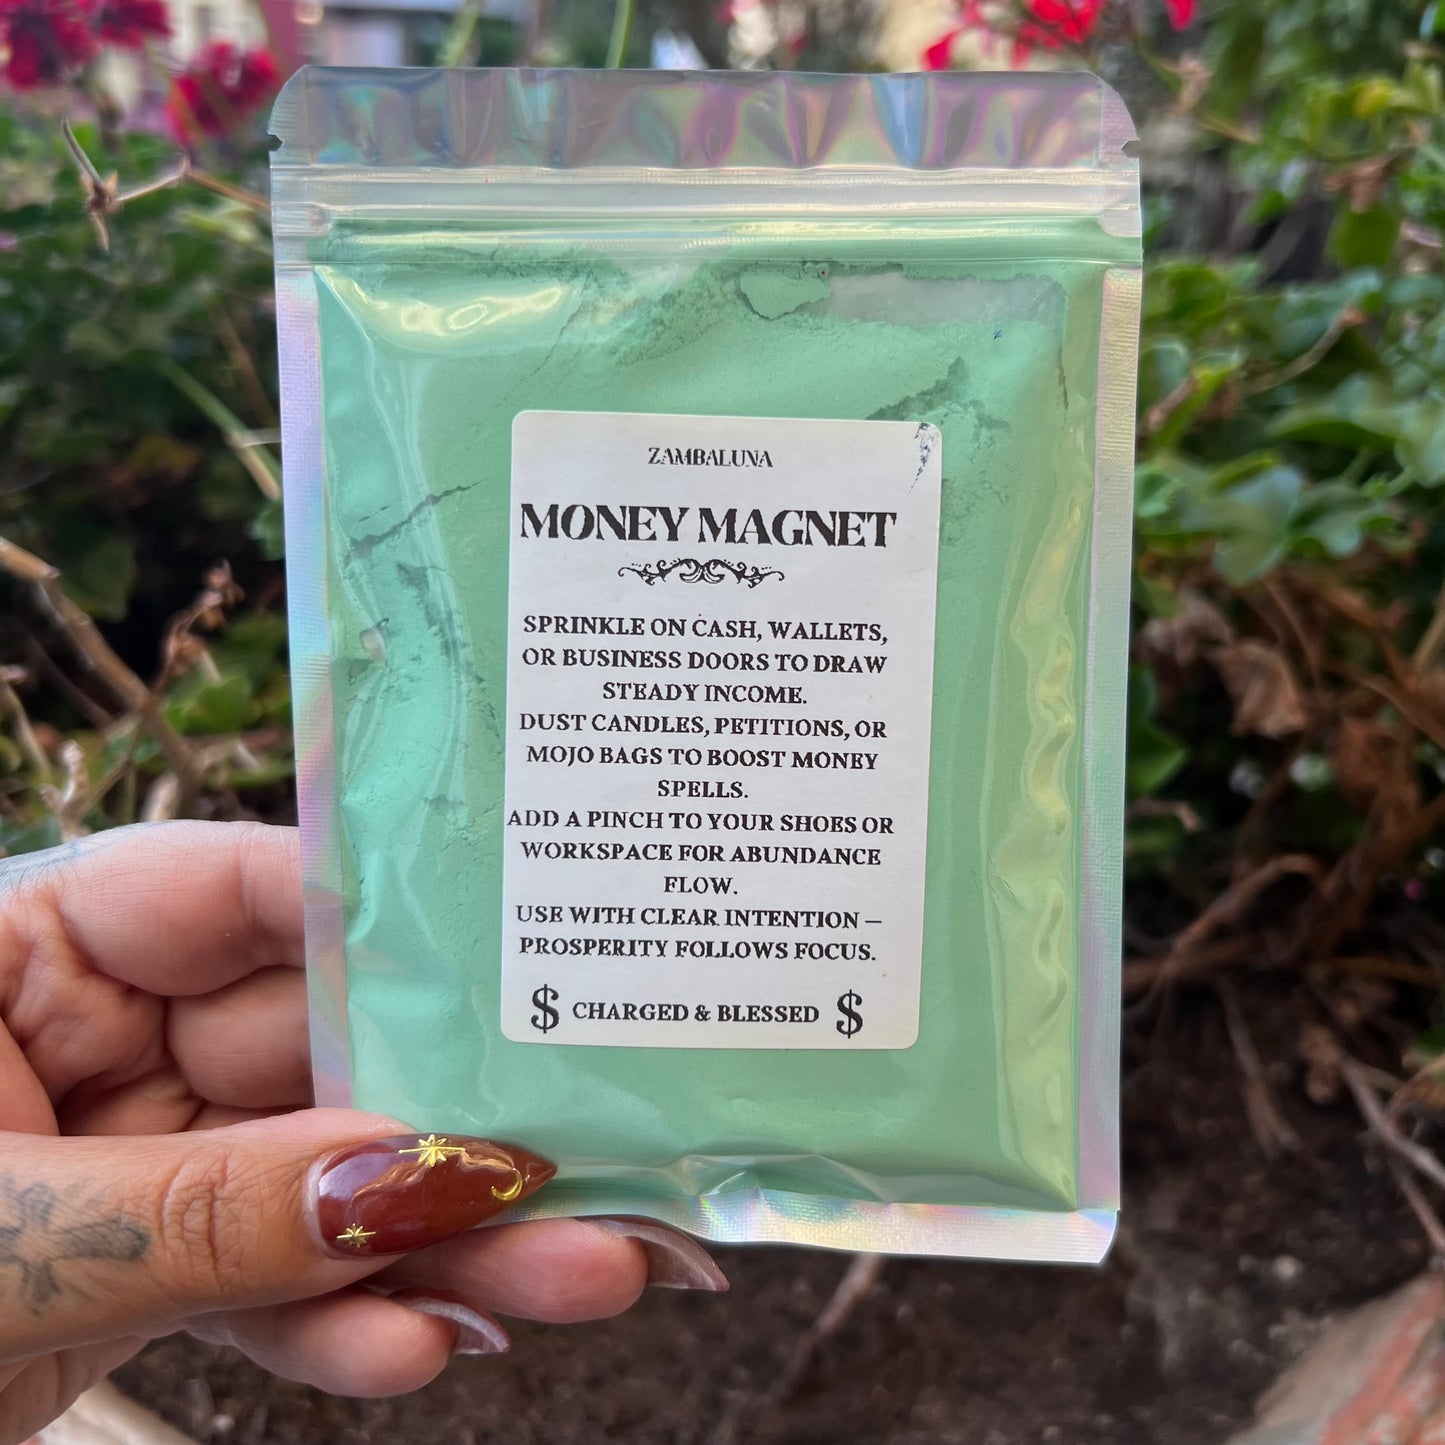 ZAMBALUNA
MONEY MAGNET
SPRINKLE ON CASH, WALLETS,
OR BUSINESS DOORS TO DRAW
STEADY INCOME.
DUST CANDLES, PETITIONS, OR
MOJO BAGS TO BOOST MONEY
SPELLS.
ADD A PINCH TO YOUR SHOES OR
WORKSPACE FOR ABUNDANCE
FLOW.
USE WITH CLEAR INTENTION —
PROSPERITY FOLLOWS FOCUS.
$ CHARGED & BLESSED $